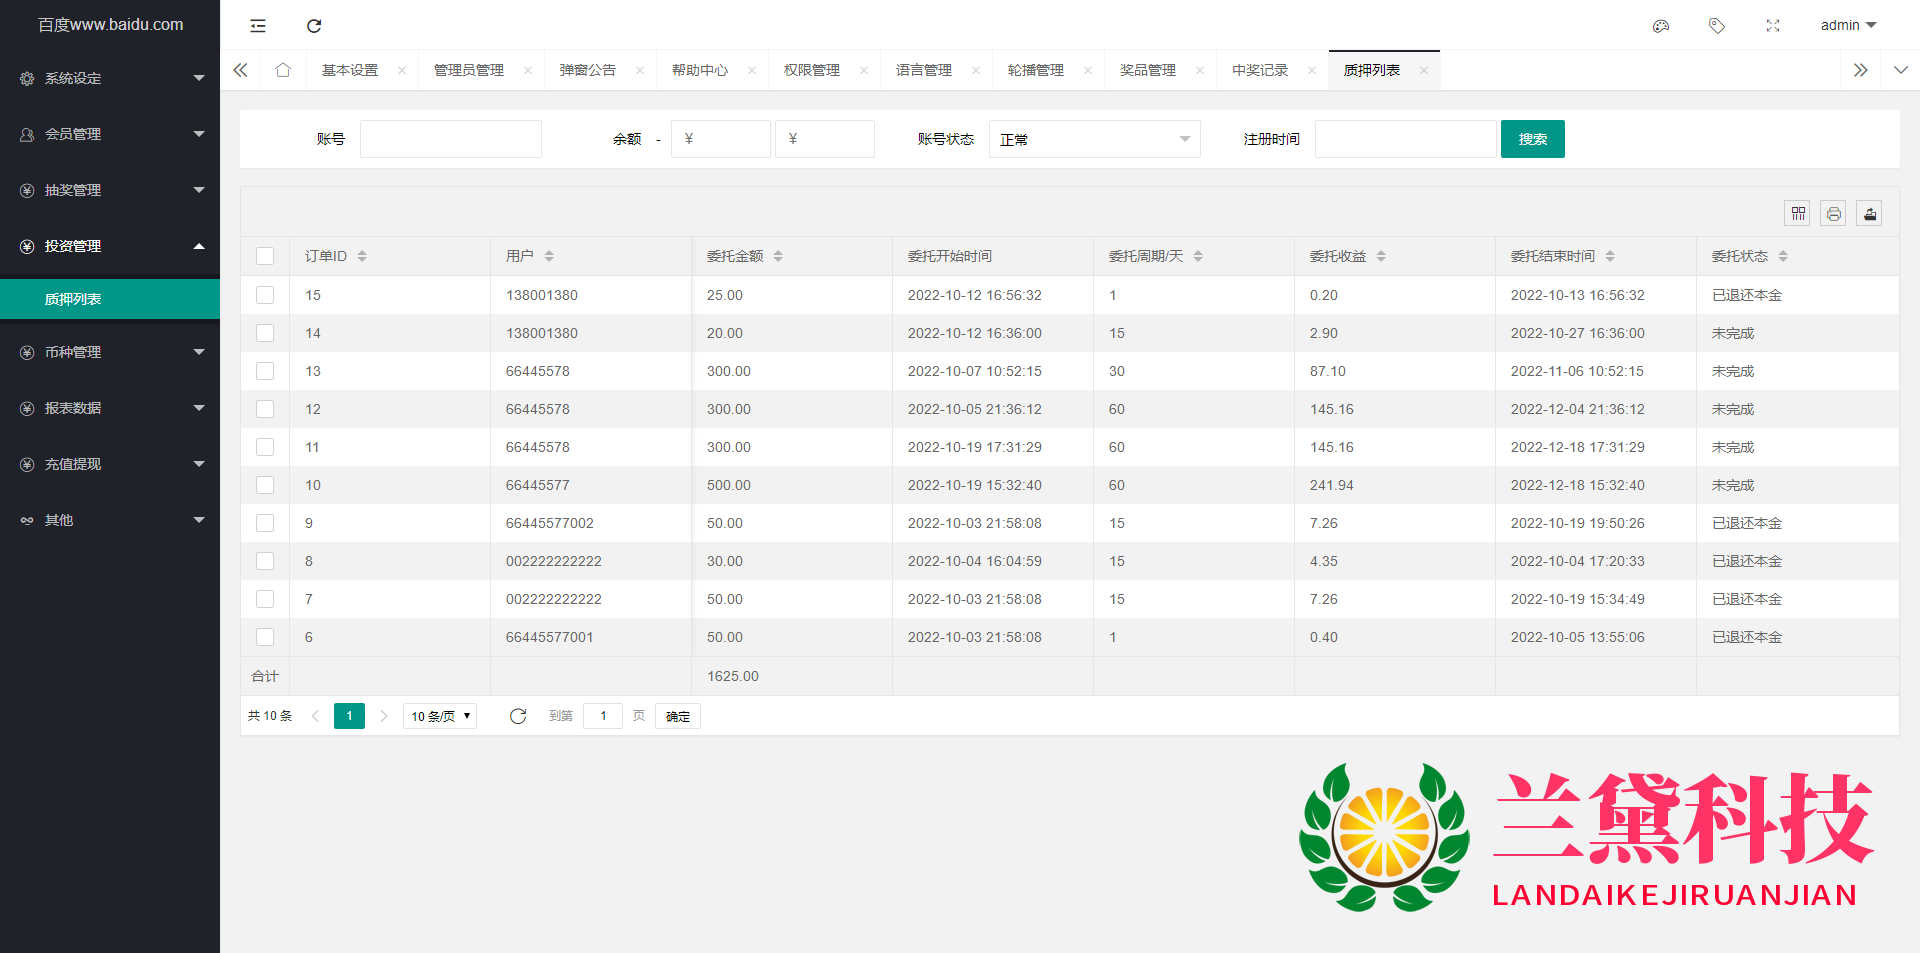 百度www.baidu.com
admin
基本设置 管理员管理 弹窗公告 帮助中心 权限管理 语言管理 轮播管理 奖品管理 中奖记录 质押列表
系统设定
会员管理
抽奖管理
投资管理
质押列表
币种管理
报表数据
充值提现
其他
账号 余额 - ¥ ¥ 账号状态 正常 注册时间 搜索
订单ID 用户 委托金额 委托开始时间 委托周期/天 委托收益 委托结束时间 委托状态
15 138001380 25.00 2022-10-12 16:56:32 1 0.20 2022-10-13 16:56:32 已退还本金
14 138001380 20.00 2022-10-12 16:36:00 15 2.90 2022-10-27 16:36:00 未完成
13 66445578 300.00 2022-10-07 10:52:15 30 87.10 2022-11-06 10:52:15 未完成
12 66445578 300.00 2022-10-05 21:36:12 60 145.16 2022-12-04 21:36:12 未完成
11 66445578 300.00 2022-10-19 17:31:29 60 145.16 2022-12-18 17:31:29 未完成
10 66445577 500.00 2022-10-19 15:32:40 60 241.94 2022-12-18 15:32:40 未完成
9 66445577002 50.00 2022-10-03 21:58:08 15 7.26 2022-10-19 19:50:26 已退还本金
8 002222222222 30.00 2022-10-04 16:04:59 15 4.35 2022-10-04 17:20:33 已退还本金
7 002222222222 50.00 2022-10-03 21:58:08 15 7.26 2022-10-19 15:34:49 已退还本金
6 66445577001 50.00 2022-10-03 21:58:08 1 0.40 2022-10-05 13:55:06 已退还本金
合计 1625.00
共 10 条 1 10 条/页 到第 1 页 确定
兰黛科技
LANDAIKEJIRUANJIAN